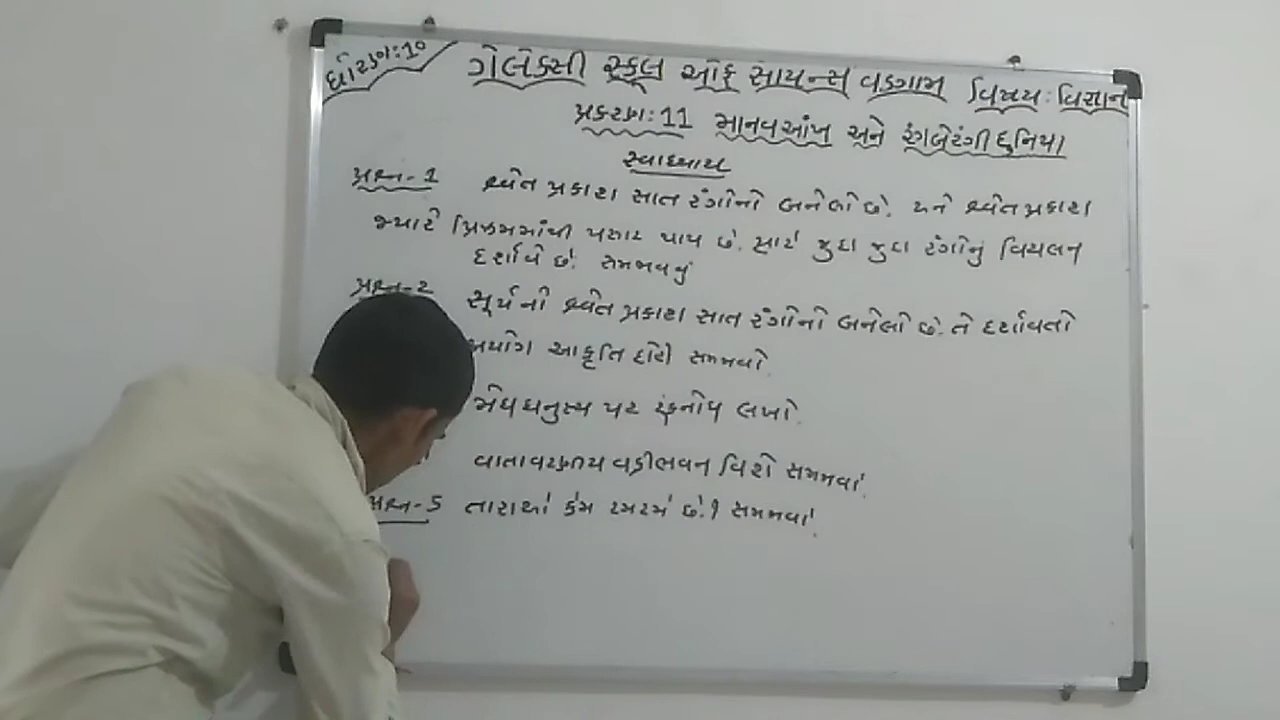 ધોરણ:10
ગેલેક્સી સ્કૂલ ઓફ સાયન્સ વડગામ વિષય: વિજ્ઞાન
પ્રકરણ: 11 માનવઆંખ અને રંગબેરંગી દુનિયા
સ્વાધ્યાય
પ્રશ્ન-1 શ્વેત પ્રકાશ સાત રંગોનો બનેલો છે. અને શ્વેત પ્રકાશ
જ્યારે પ્રિઝમમાંથી પસાર થાય છે. ત્યારે જુદા જુદા રંગોનું વિચલન
દર્શાવે છે. સમજાવવું
પ્રશ્ન-2 સૂર્યનો શ્વેત પ્રકાશ સાત રંગોનો બનેલો છે. તે દર્શાવતો
પ્રયોગ આકૃતિ દોરી સમજાવો.
મેઘધનુષ્ય પર ટૂંકનોંધ લખો.
વાતાવરણીય વક્રીભવન વિશે સમજાવો.
પ્રશ્ન-5 તારાઓ કેમ ટમટમે છે.? સમજાવો.